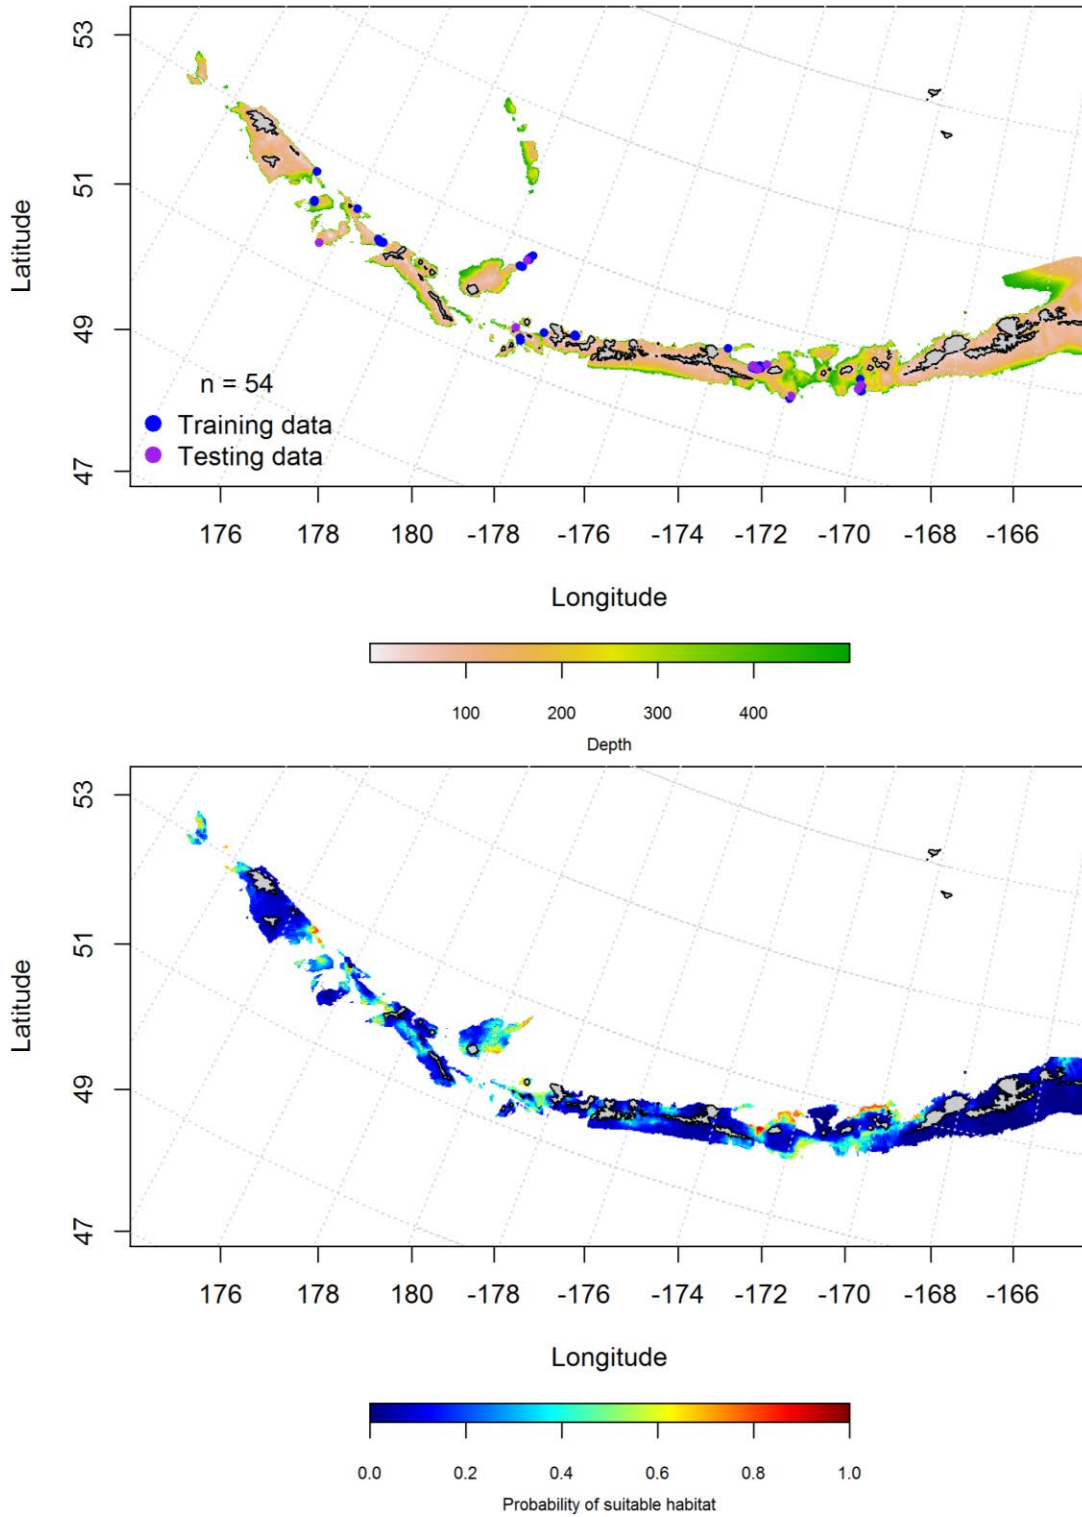 53
51
49
47
Latitude
n = 54
Training data
Testing data
176 178 180 -178 -176 -174 -172 -170 -168 -166
Longitude
100 200 300 400
Depth
53
51
49
47
Latitude
176 178 180 -178 -176 -174 -172 -170 -168 -166
Longitude
0.0 0.2 0.4 0.6 0.8 1.0
Probability of suitable habitat